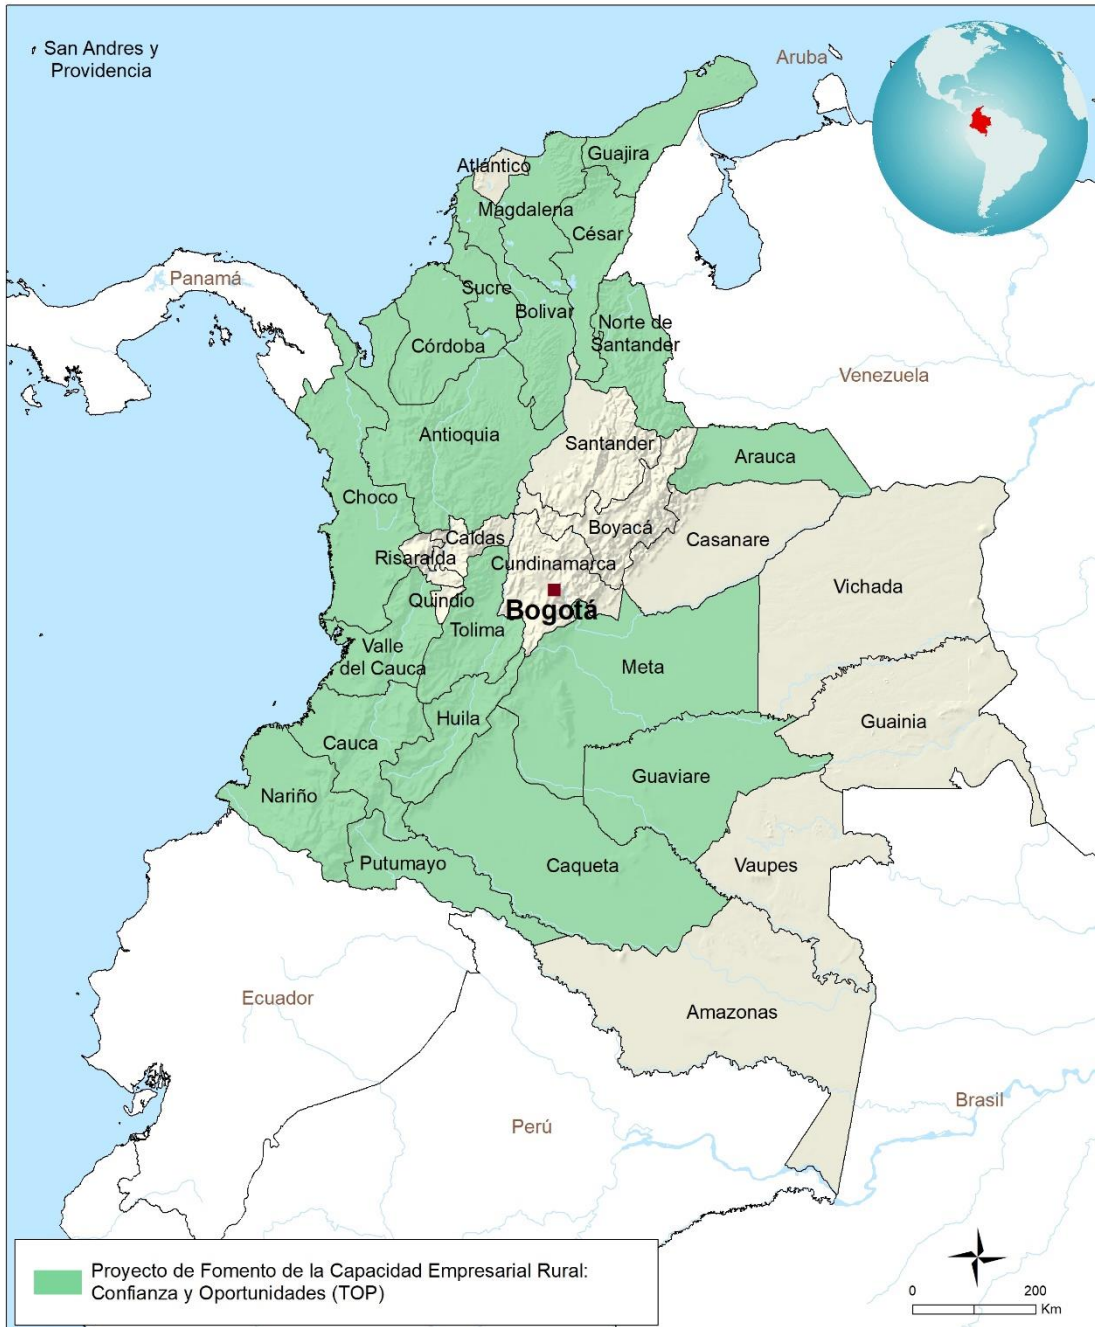 San Andres y
Providencia
Aruba
Guajira
Atlántico
Magdalena
César
Panamá
Sucre
Bolivar
Norte de
Santander
Córdoba
Venezuela
Antioquia
Santander
Arauca
Choco
Boyacá
Caldas
Casanare
Risaralda
Cundinamarca
Vichada
Quindio
Bogotá
Tolima
Valle
del Cauca
Meta
Huila
Guainia
Cauca
Guaviare
Nariño
Putumayo
Caqueta
Vaupes
Ecuador
Amazonas
Brasil
Perú
Proyecto de Fomento de la Capacidad Empresarial Rural:
Confianza y Oportunidades (TOP)
0 200
Km